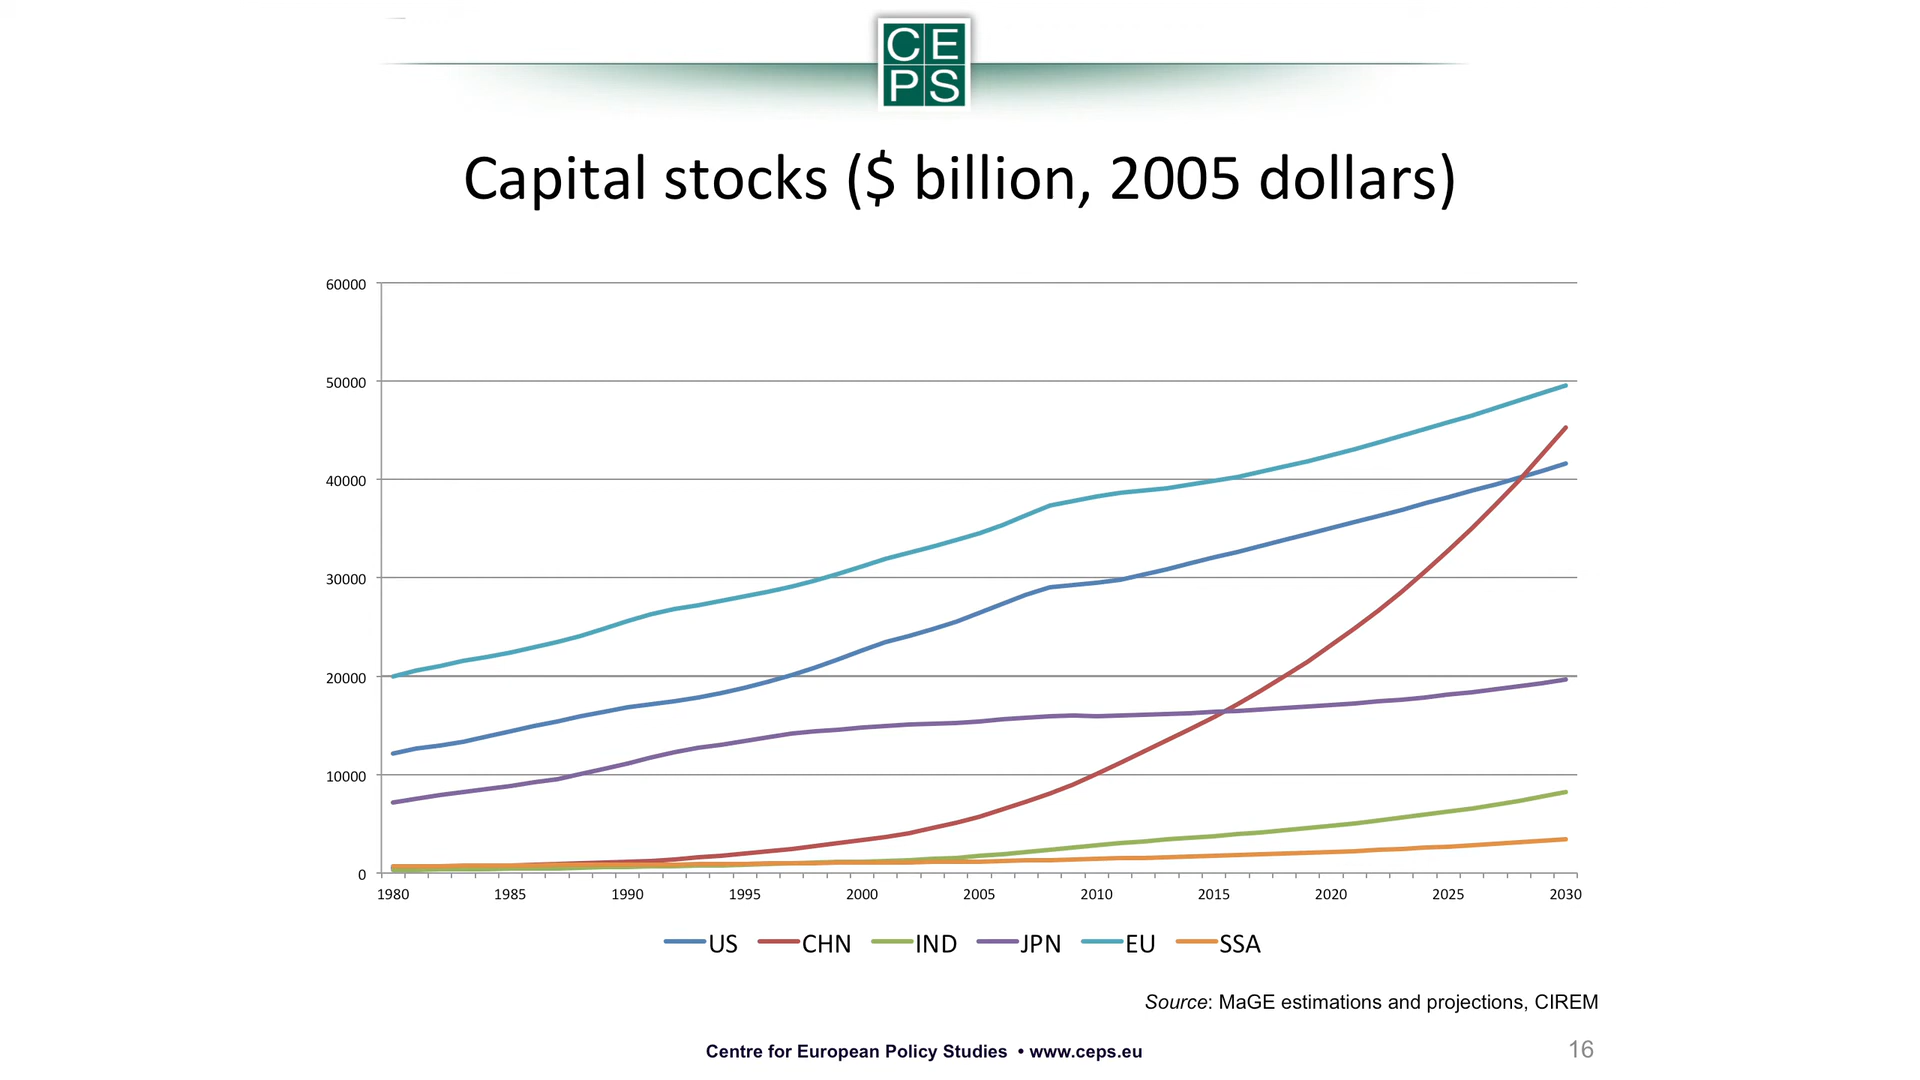 CE
PS
Capital stocks ($ billion, 2005 dollars)
60000
50000
40000
30000
20000
10000
0
1980 1985 1990 1995 2000 2005 2010 2015 2020 2025 2030
US CHN IND JPN EU SSA
Source: MaGE estimations and projections, CIREM
Centre for European Policy Studies • www.ceps.eu
16